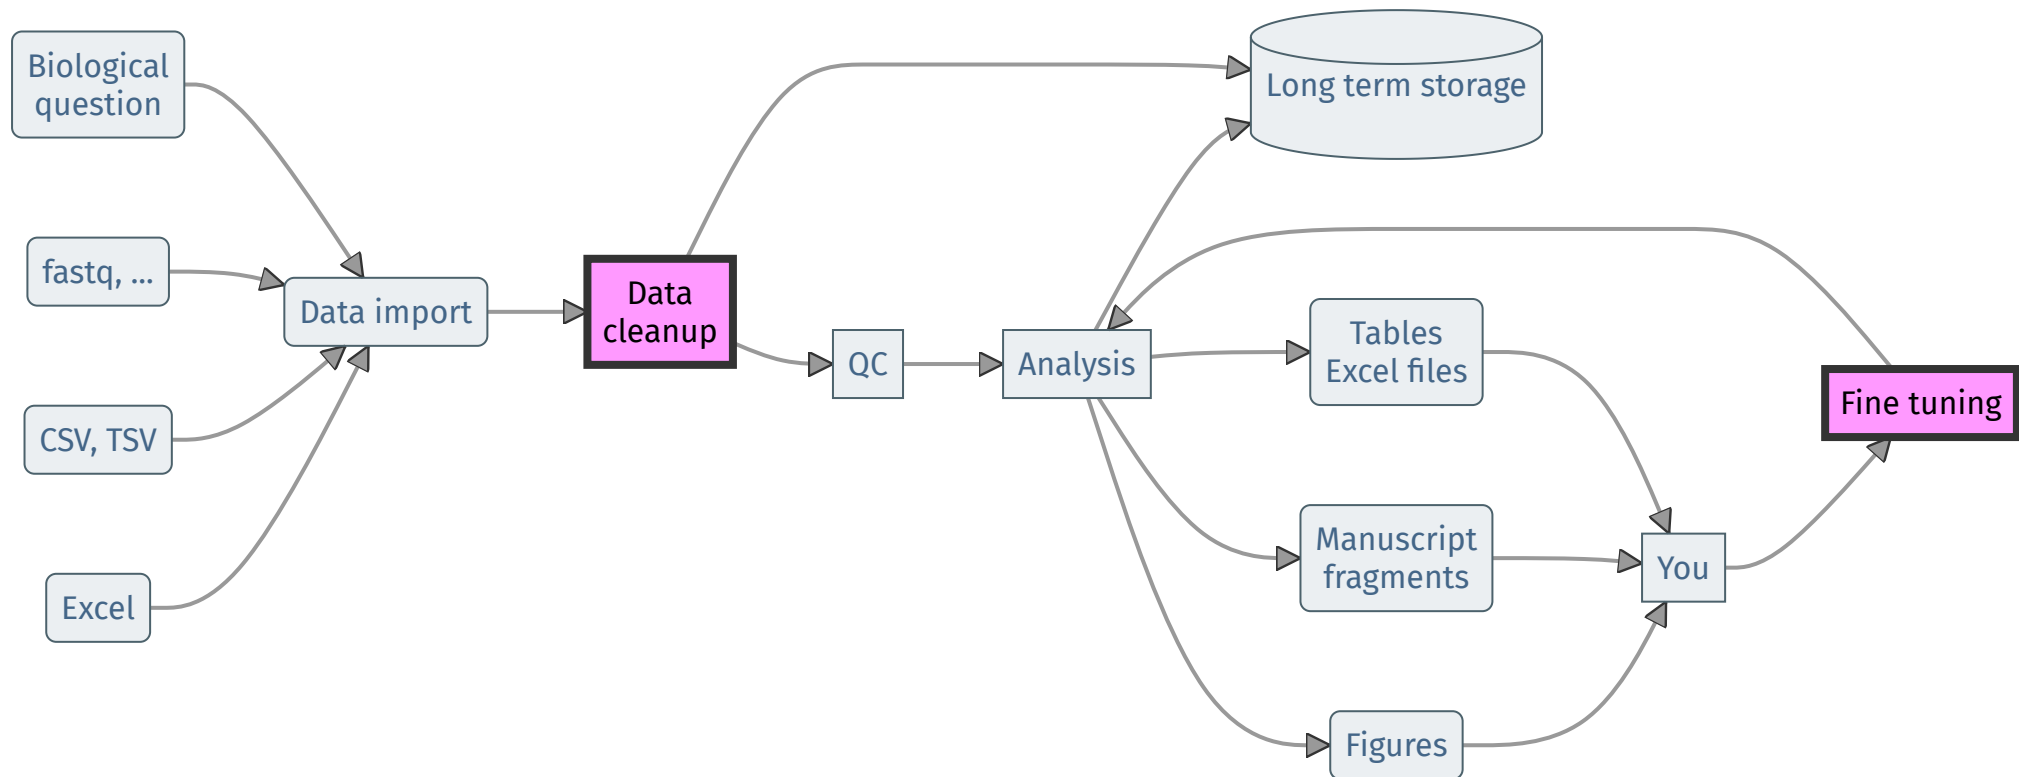 Biological
question
fastq, ...
CSV, TSV
Excel
Data import
Data
cleanup
QC
Analysis
Long term storage
Tables
Excel files
Manuscript
fragments
Figures
You
Fine tuning